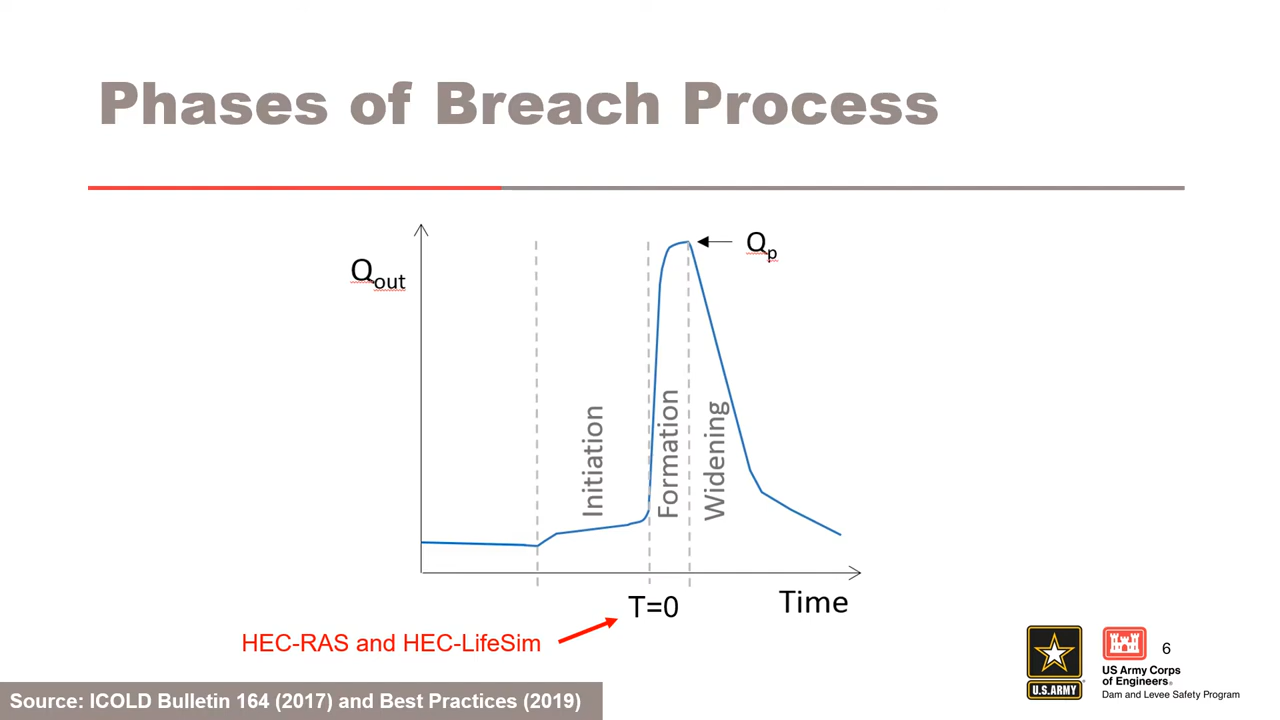 Phases of Breach Process
Qout
Qp
Initiation
Formation
Widening
T=0
Time
HEC-RAS and HEC-LifeSim
U.S.ARMY
US Army Corps
of Engineers®
Dam and Levee Safety Program
6
Source: ICOLD Bulletin 164 (2017) and Best Practices (2019)